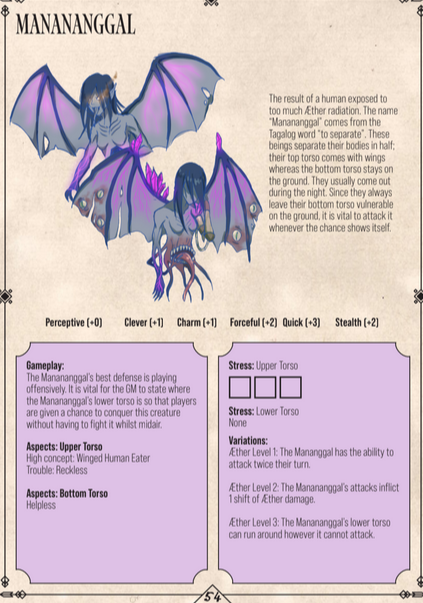 MANANANGGAL
The result of a human exposed to
too much Æther radiation. The name
"Manananggal" comes from the
Tagalog word "to separate". These
beings separate their bodies in half;
their top torso comes with wings
whereas the bottom torso stays on
the ground. They usually come out
during the night. Since they always
leave their bottom torso vulnerable
on the ground, it is vital to attack it
whenever the chance shows itself.
Perceptive (+0) Clever (+1) Charm (+1) Forceful (+2) Quick (+3) Stealth (+2)
Gameplay:
The Manananggal's best defense is playing
offensively. It is vital for the GM to state where
the Manananggal's lower torso is so that players
are given a chance to conquer this creature
without having to fight it whilst midair.
Aspects: Upper Torso
High concept: Winged Human Eater
Trouble: Reckless
Aspects: Bottom Torso
Helpless
Stress: Upper Torso
Stress: Lower Torso
None
Variations:
Æther Level 1: The Mananggal has the ability to
attack twice their turn.
Æther Level 2: The Manananggal's attacks inflict
1 shift of Æther damage.
Æther Level 3: The Manananggal's lower torso
can run around however it cannot attack.
54